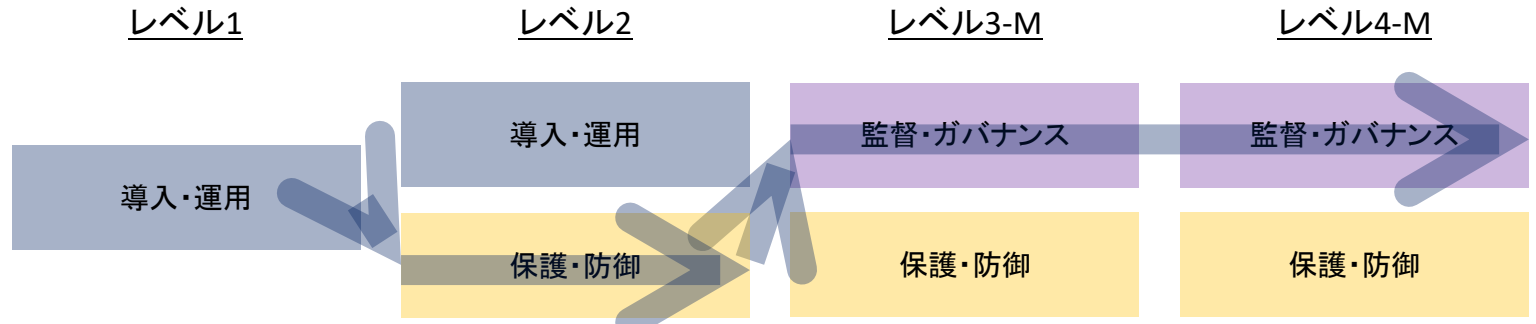 レベル1
レベル2
レベル3-M
レベル4-M
導入・運用
監督・ガバナンス
監督・ガバナンス
導入・運用
保護・防御
保護・防御
保護・防御